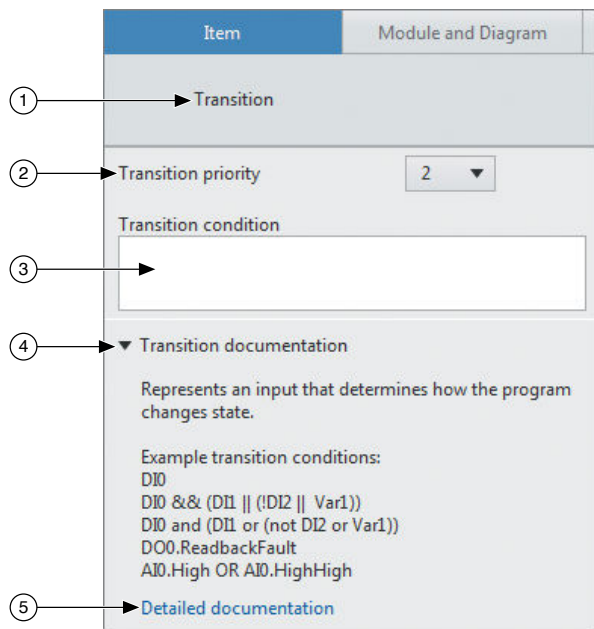 Item Module and Diagram
1 Transition
2 Transition priority 2
Transition condition
3
4 Transition documentation
Represents an input that determines how the program
changes state.
Example transition conditions:
DI0
DI0 && (DI1 || (!DI2 || Var1))
DI0 and (DI1 or (not DI2 or Var1))
DO0.ReadbackFault
AI0.High OR AI0.HighHigh
5 Detailed documentation